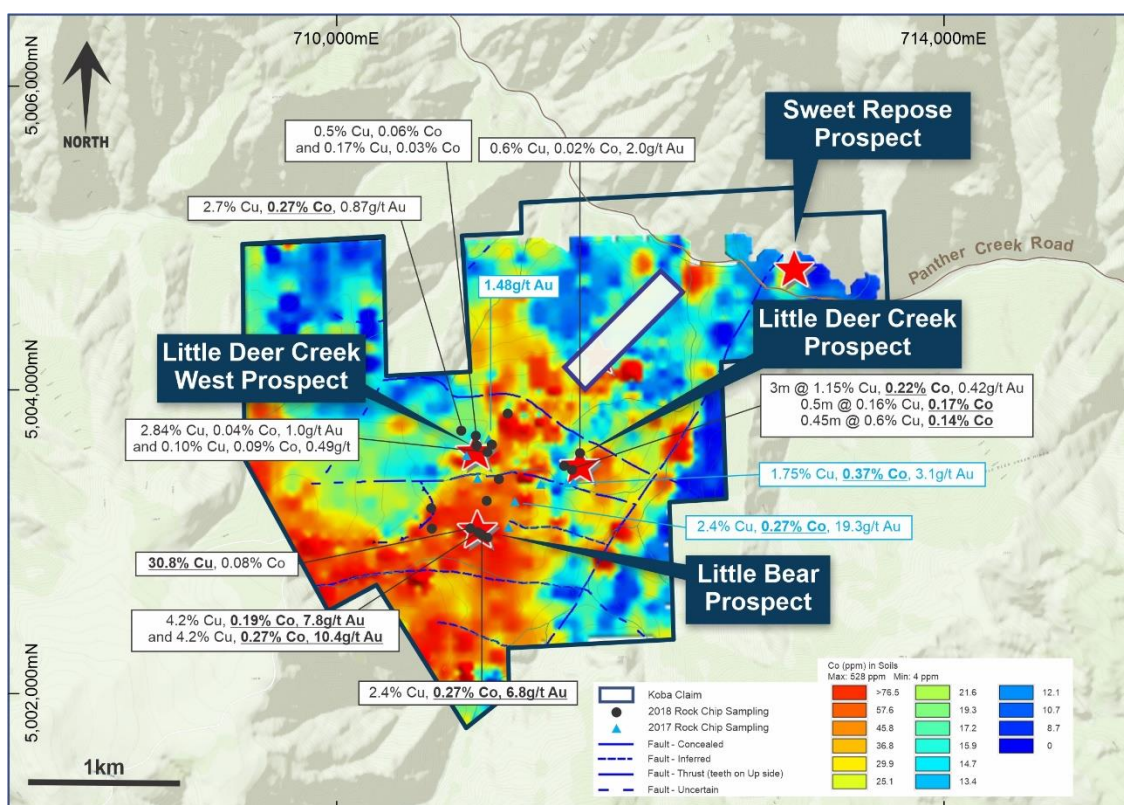 710,000mE
714,000mE
5,006,000mN
NORTH
Sweet Repose
Prospect
0.5% Cu, 0.06% Co
and 0.17% Cu, 0.03% Co
0.6% Cu, 0.02% Co, 2.0g/t Au
2.7% Cu, 0.27% Co, 0.87g/t Au
Panther Creek Road
1.48g/t Au
Little Deer Creek
West Prospect
Little Deer Creek
Prospect
5,004,000mN
3m @ 1.15% Cu, 0.22% Co, 0.42g/t Au
0.5m @ 0.16% Cu, 0.17% Co
0.45m @ 0.6% Cu, 0.14% Co
2.84% Cu, 0.04% Co, 1.0g/t Au
and 0.10% Cu, 0.09% Co, 0.49g/t
1.75% Cu, 0.37% Co, 3.1g/t Au
2.4% Cu, 0.27% Co, 19.3g/t Au
30.8% Cu, 0.08% Co
Little Bear
Prospect
4.2% Cu, 0.19% Co, 7.8g/t Au
and 4.2% Cu, 0.27% Co, 10.4g/t Au
2.4% Cu, 0.27% Co, 6.8g/t Au
5,002,000mN
1km
Koba Claim
2018 Rock Chip Sampling
2017 Rock Chip Sampling
Fault - Concealed
Fault - Inferred
Fault - Thrust (teeth on Up side)
Fault - Uncertain
Co (ppm) in Soils
Max: 528 ppm Min: 4 ppm
>76.5 21.6 12.1
57.6 19.3 10.7
45.8 17.2 8.7
36.8 15.9 0
29.9 14.7
25.1 13.4